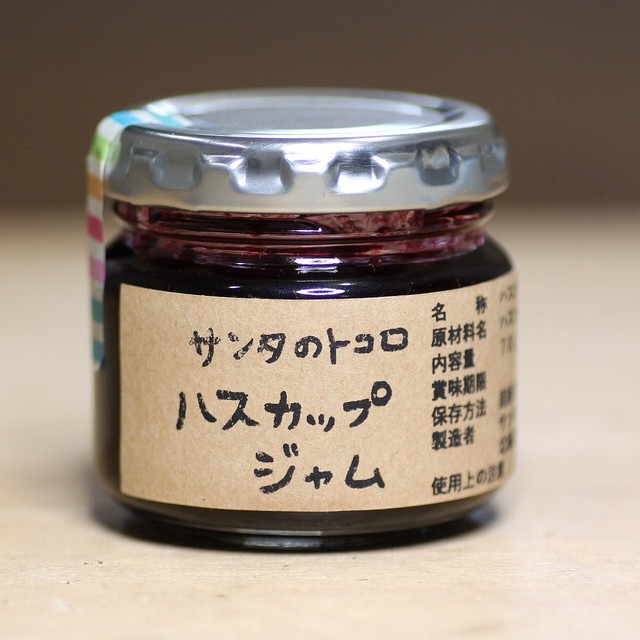 サンタのトコロ
ハスカップ
ジャム
名 称
原材料名
内容量
賞味期限
保存方法
製造者
使用上の注意